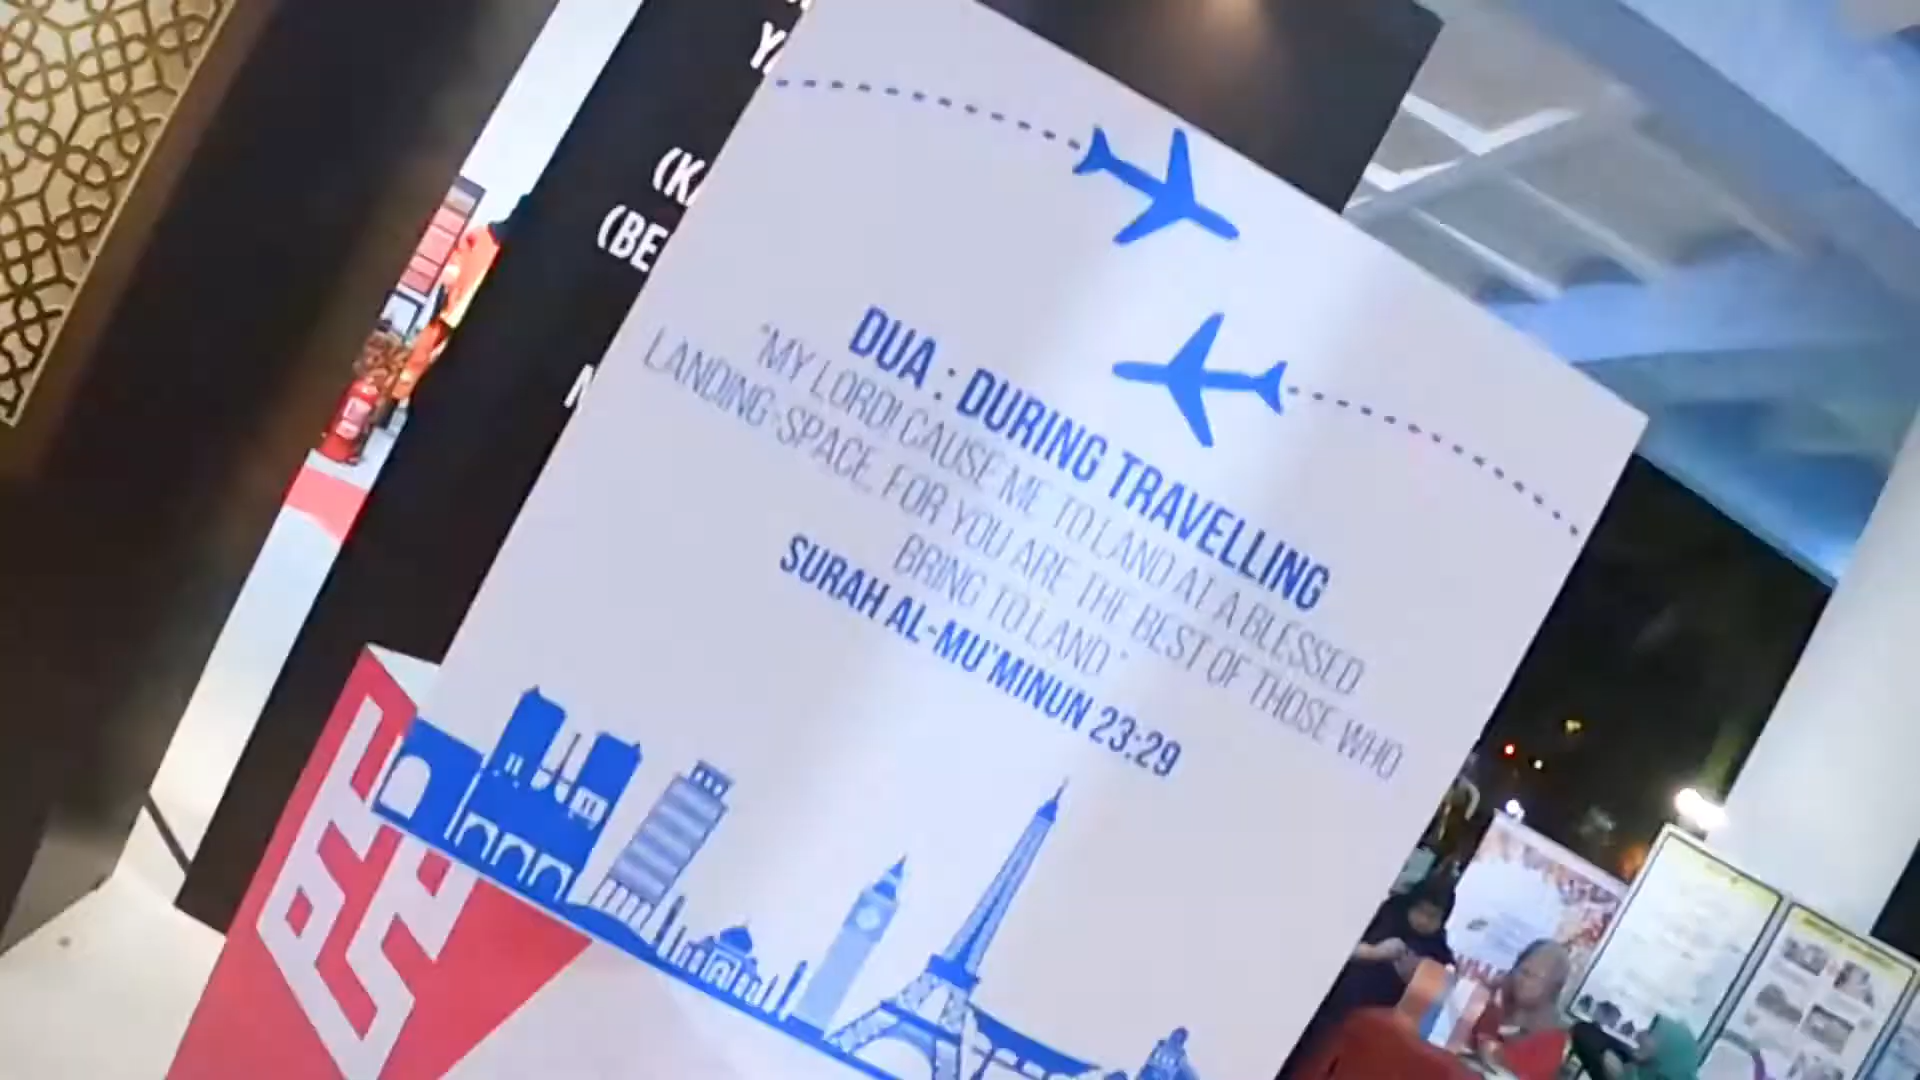 DUA : DURING TRAVELLING
"MY LORD! CAUSE ME TO LAND AT A BLESSED
LANDING-SPACE, FOR YOU ARE THE BEST OF THOSE WHO
BRING TO LAND."
SURAH AL-MU'MINUN 23:29
(BE